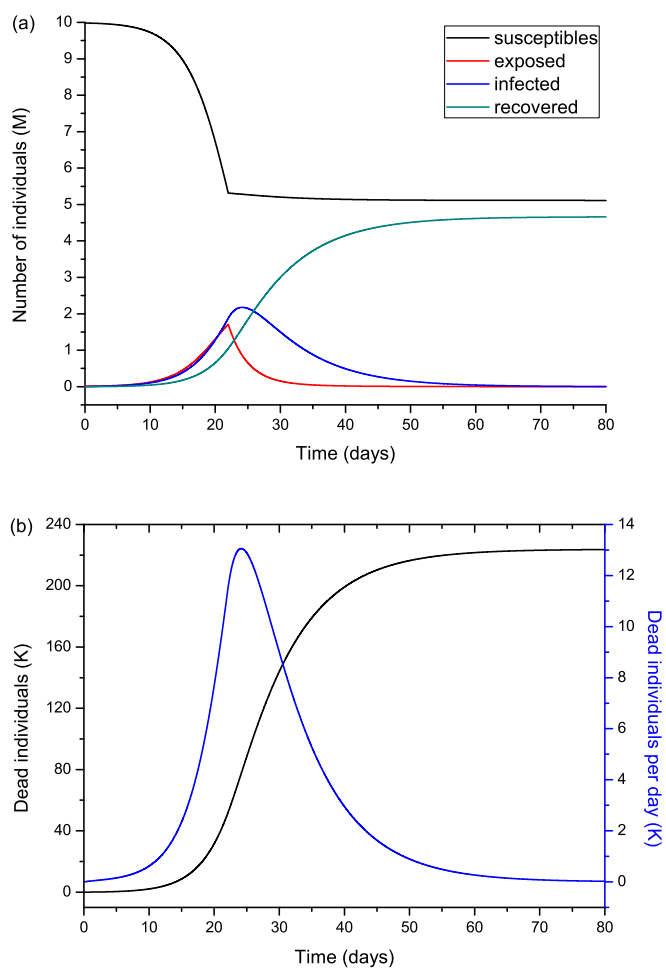 (a)
10
9
8
7
6
5
4
3
2
1
0
Number of individuals (M)
susceptibles
exposed
infected
recovered
0 10 20 30 40 50 60 70 80
Time (days)
(b)
240
200
160
120
80
40
0
Dead individuals (K)
14
12
10
8
6
4
2
0
Dead individuals per day (K)
0 10 20 30 40 50 60 70 80
Time (days)